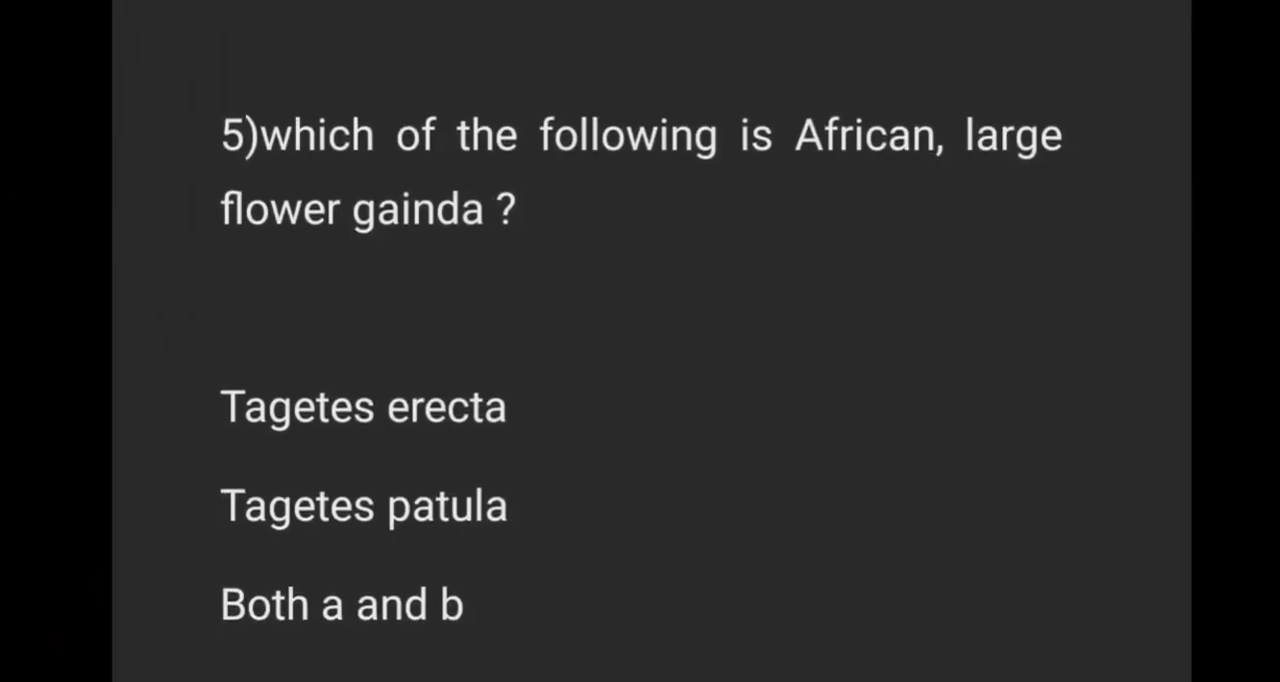 5)which of the following is African, large
flower gainda ?
Tagetes erecta
Tagetes patula
Both a and b